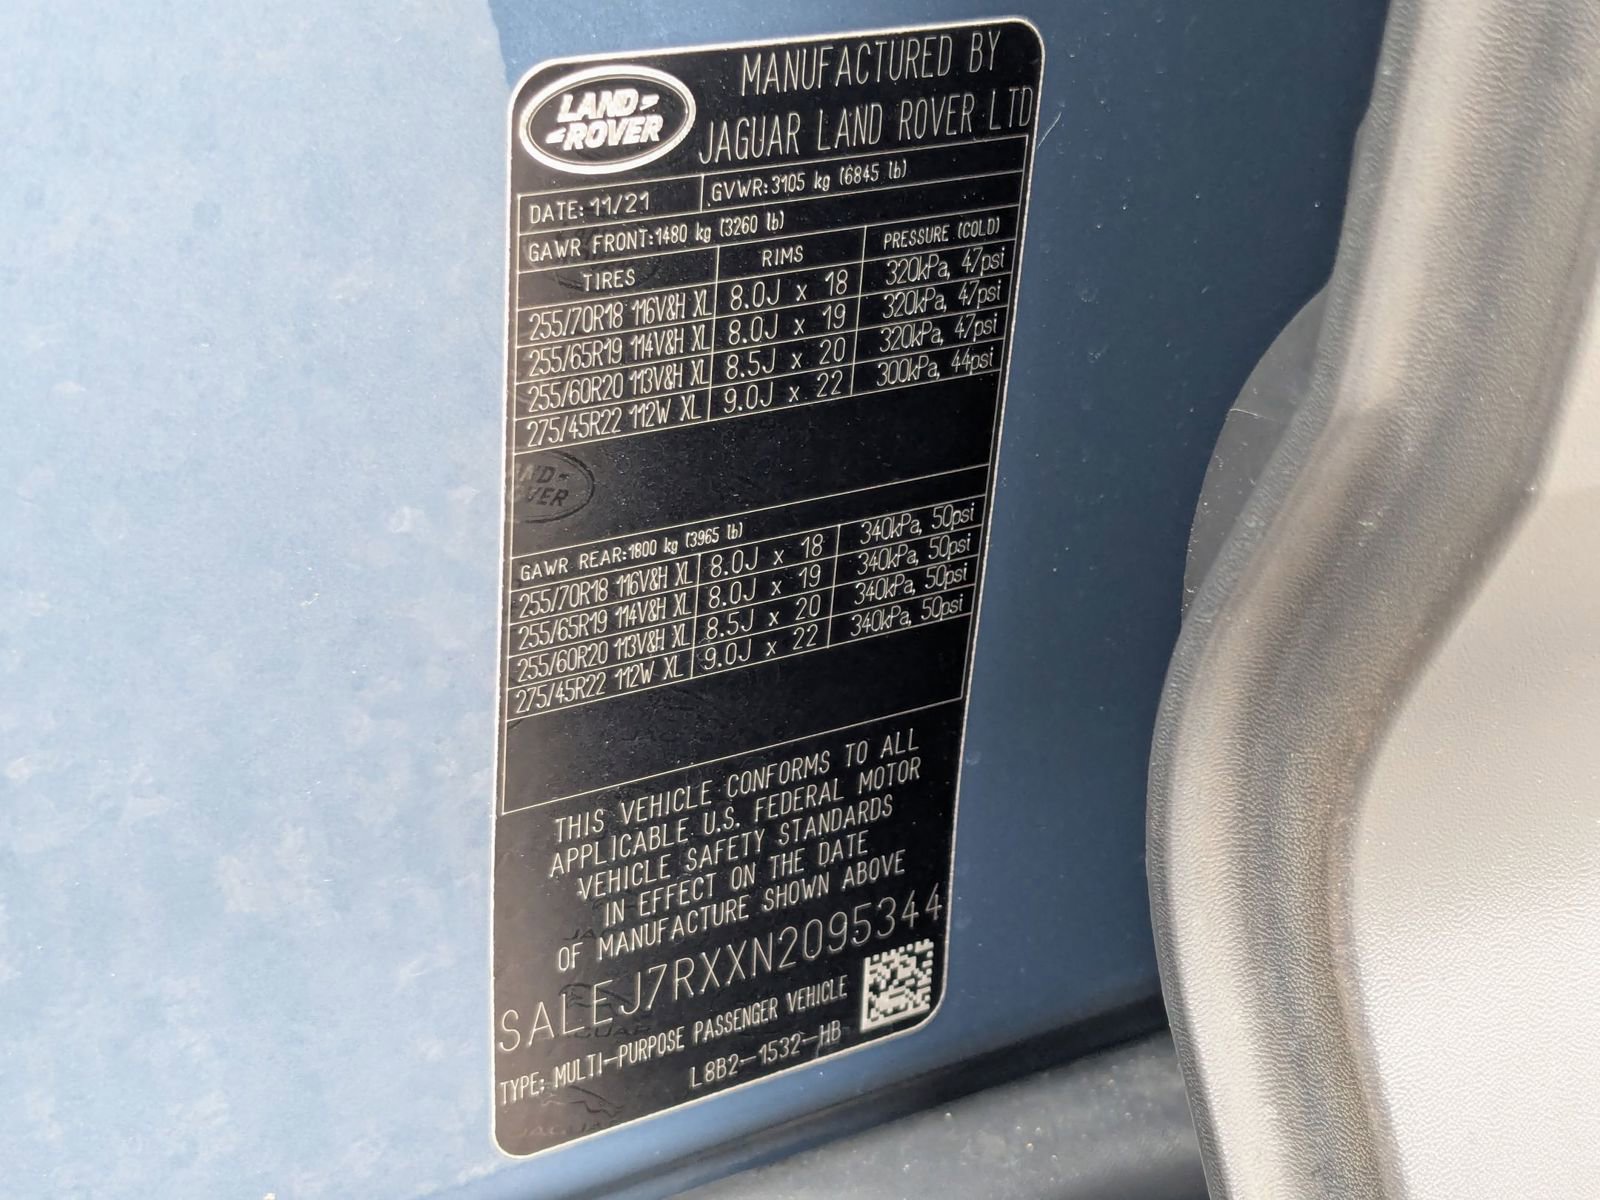 LAND
ROVER
MANUFACTURED BY
JAGUAR LAND ROVER LTD
DATE: 11/21 GVWR: 3105 kg (6845 lb)
GAWR FRONT: 1480 kg (3260 lb)
TIRES RIMS PRESSURE (COLD)
255/70R18 116V&H XL 8.0J x 18 320kPa, 47psi
255/65R19 114V&H XL 8.0J x 19 320kPa, 47psi
255/60R20 113V&H XL 8.5J x 20 320kPa, 47psi
275/45R22 112W XL 9.0J x 22 300kPa, 44psi
GAWR REAR: 1800 kg (3965 lb)
255/70R18 116V&H XL 8.0J x 18 340kPa, 50psi
255/65R19 114V&H XL 8.0J x 19 340kPa, 50psi
255/60R20 113V&H XL 8.5J x 20 340kPa, 50psi
275/45R22 112W XL 9.0J x 22 340kPa, 50psi
THIS VEHICLE CONFORMS TO ALL
APPLICABLE U.S. FEDERAL MOTOR
VEHICLE SAFETY STANDARDS
IN EFFECT ON THE DATE
OF MANUFACTURE SHOWN ABOVE
SALEJ7RXXN2095344
TYPE: MULTI-PURPOSE PASSENGER VEHICLE
L8B2-1532-HB